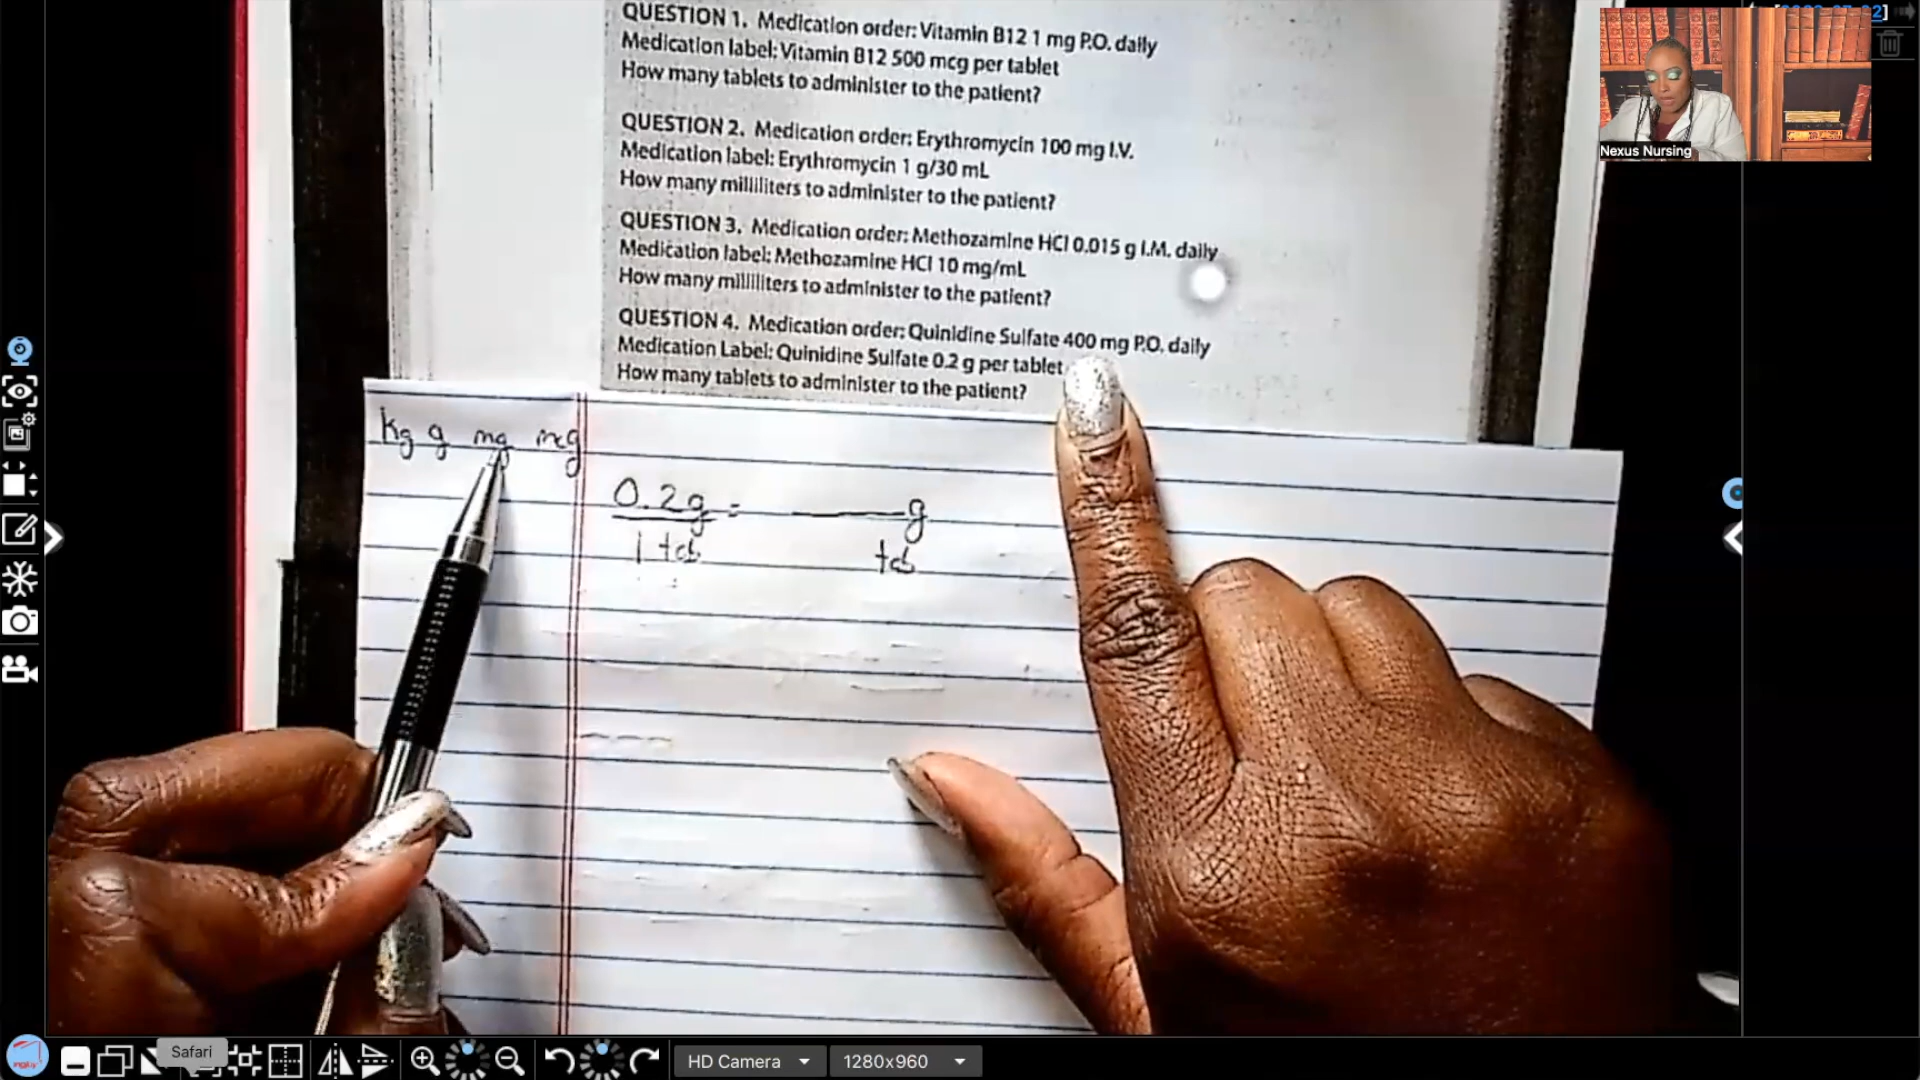 QUESTION 1. Medication order: Vitamin B12 1 mg P.O. daily
Medication label: Vitamin B12 500 mcg per tablet
How many tablets to administer to the patient?
QUESTION 2. Medication order: Erythromycin 100 mg I.V.
Medication label: Erythromycin 1 g/30 mL
How many milliliters to administer to the patient?
QUESTION 3. Medication order: Methozamine HCl 0.015 g I.M. daily
Medication label: Methozamine HCl 10 mg/mL
How many milliliters to administer to the patient?
QUESTION 4. Medication order: Quinidine Sulfate 400 mg P.O. daily
Medication Label: Quinidine Sulfate 0.2 g per tablet
How many tablets to administer to the patient?
Kg g mg mcg
0.2g = ____g
1 tab tab
Nexus Nursing
Safari
HD Camera
1280x960